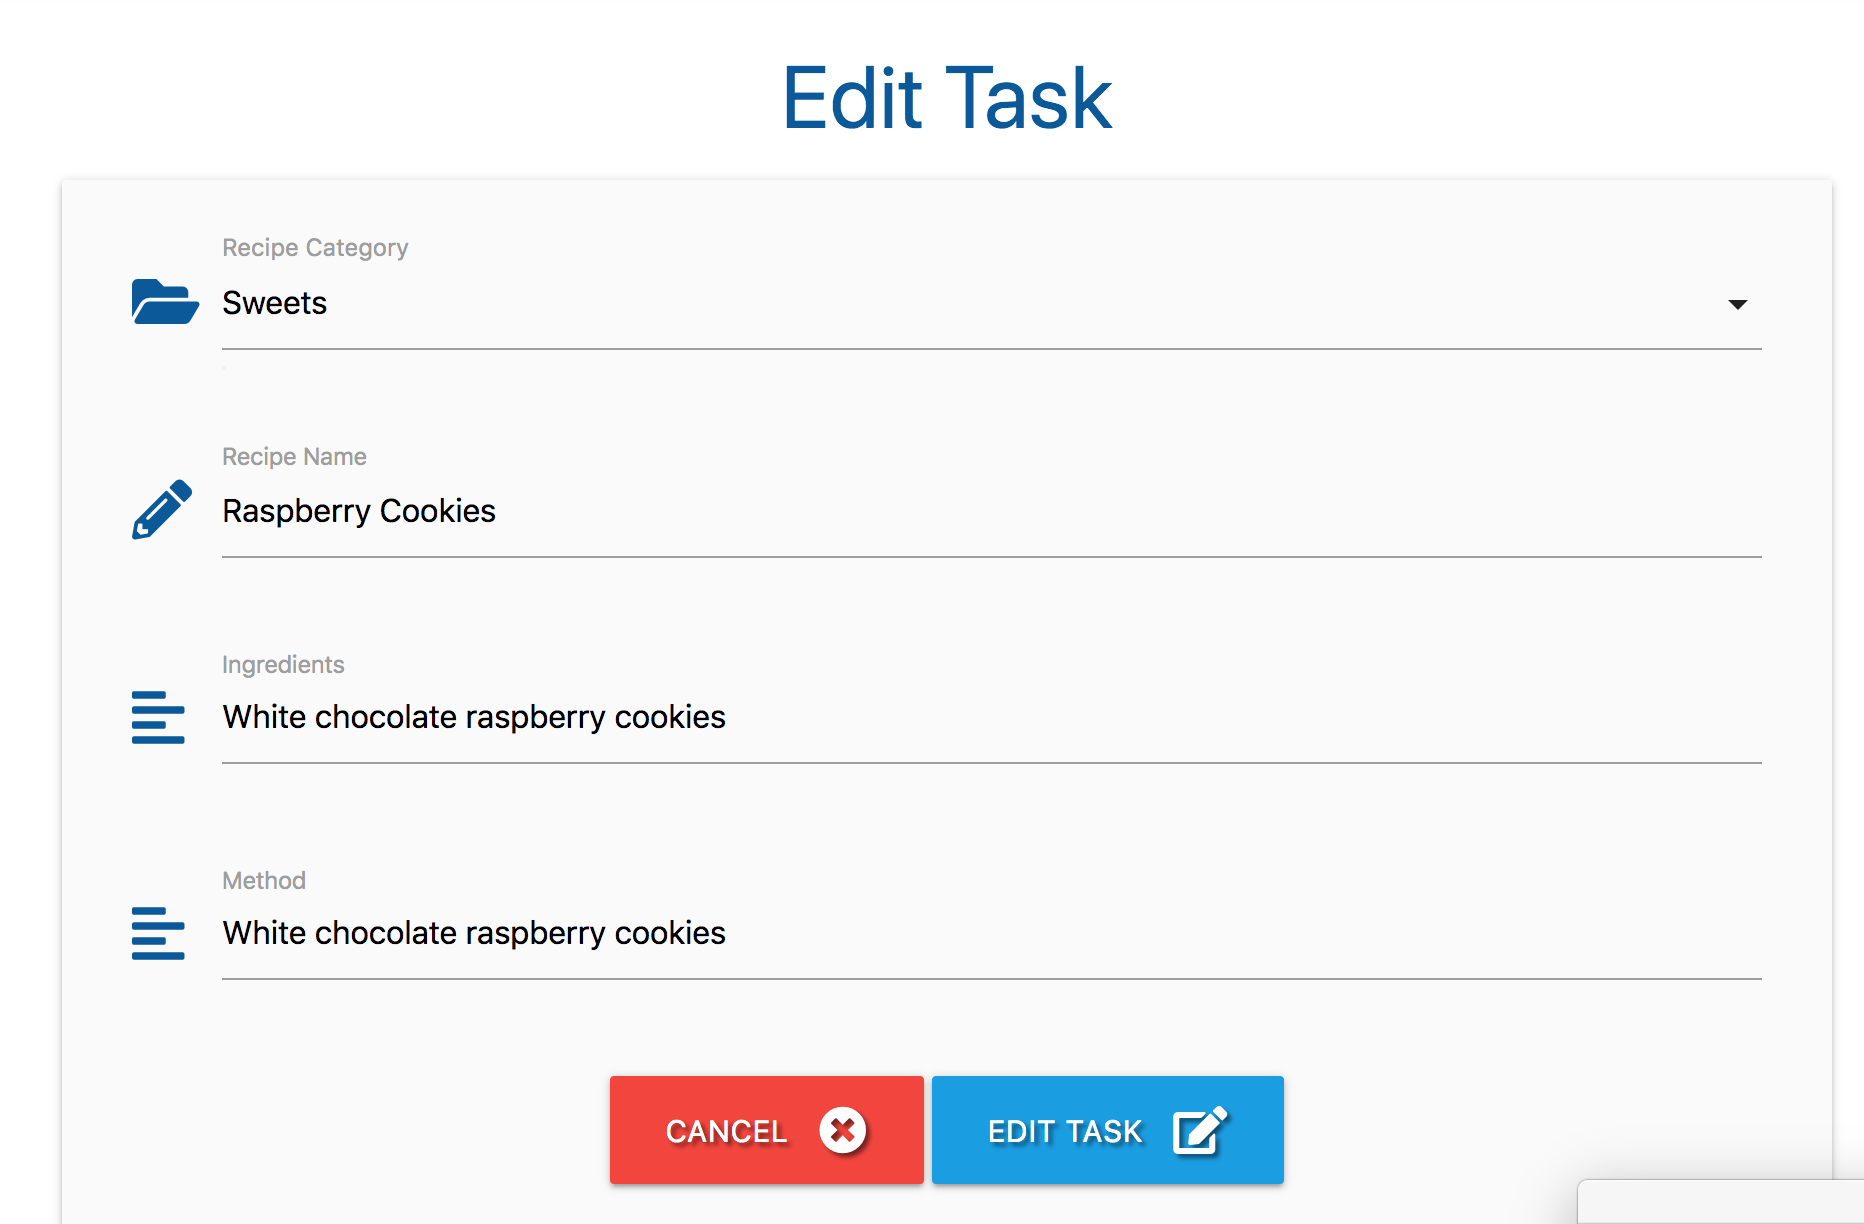 Edit Task
Recipe Category
Sweets
Recipe Name
Raspberry Cookies
Ingredients
White chocolate raspberry cookies
Method
White chocolate raspberry cookies
CANCEL
EDIT TASK